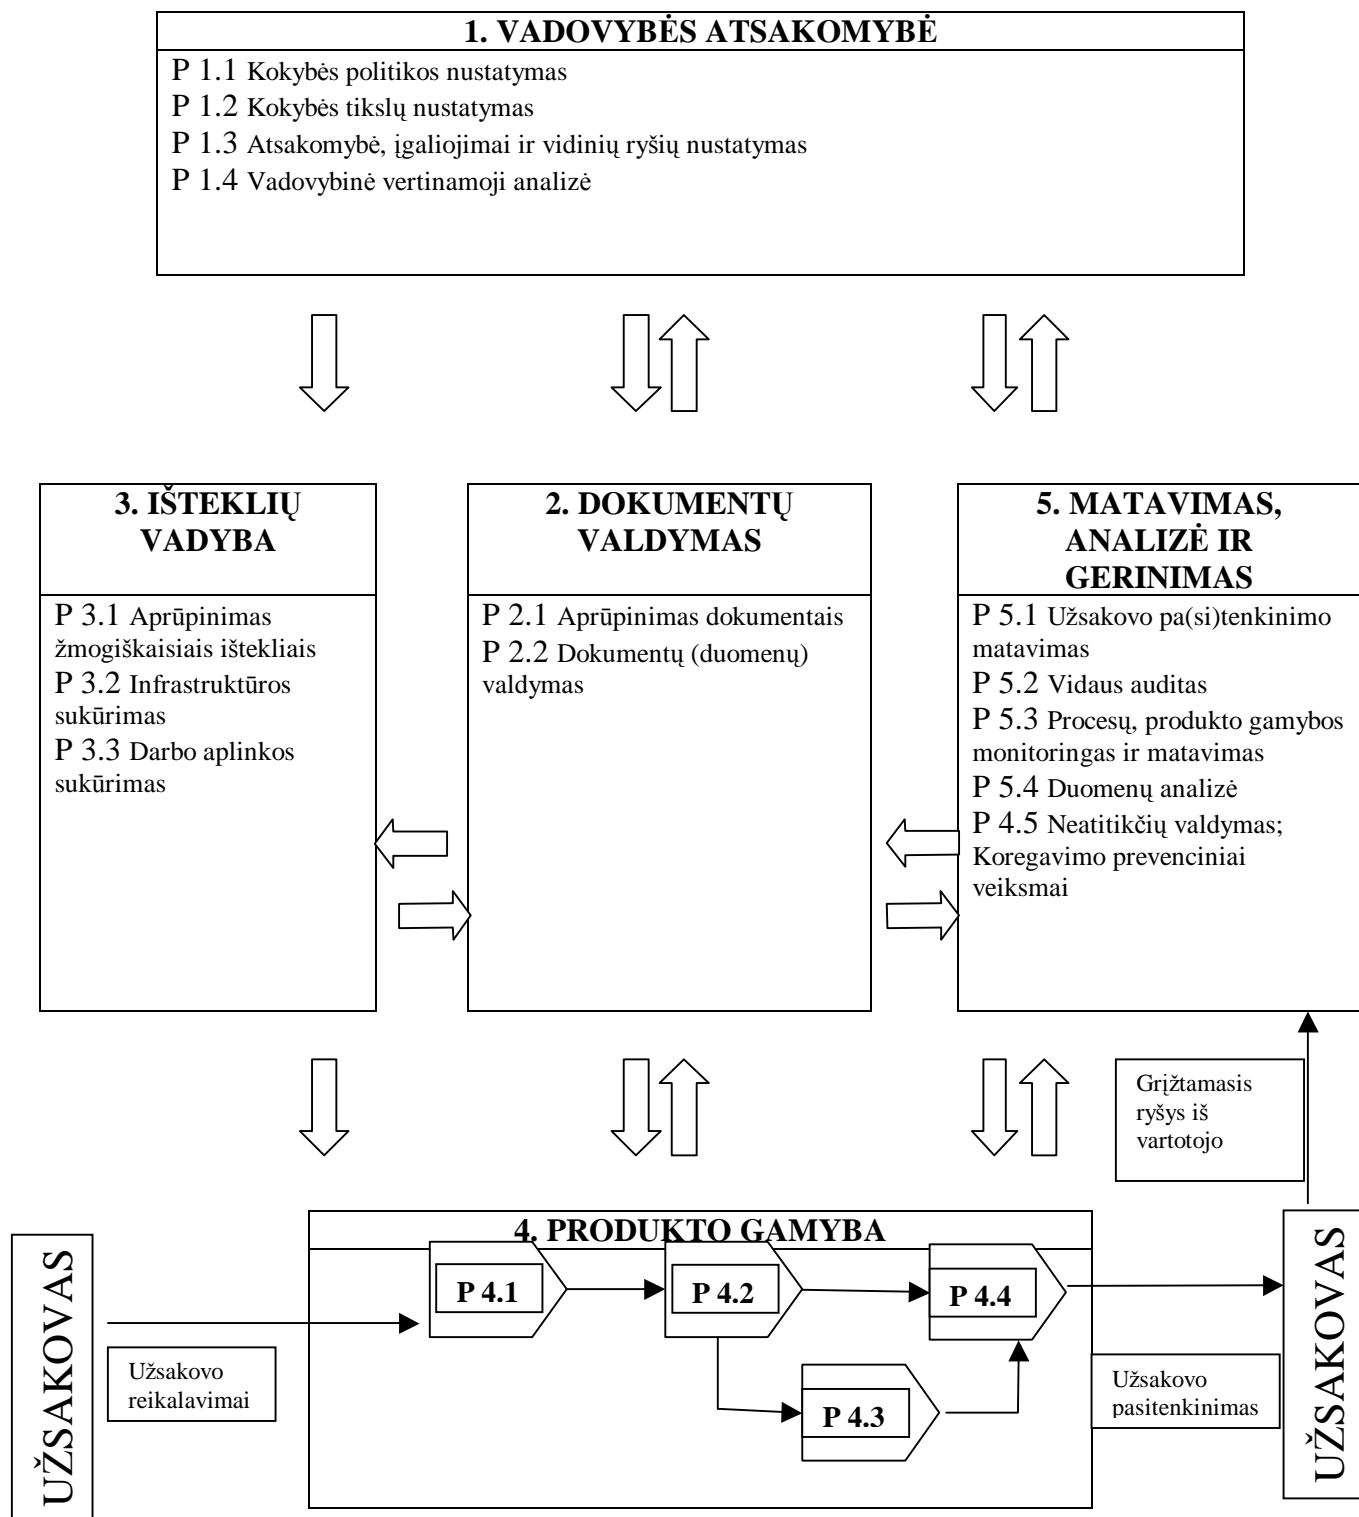 1. VADOVYBĖS ATSAKOMYBĖ
P 1.1 Kokybės politikos nustatymas
P 1.2 Kokybės tikslų nustatymas
P 1.3 Atsakomybė, įgaliojimai ir vidinių ryšių nustatymas
P 1.4 Vadovybinė vertinamoji analizė
3. IŠTEKLIŲ
VADYBA
P 3.1 Aprūpinimas
žmogiškaisiais ištekliais
P 3.2 Infrastruktūros
sukūrimas
P 3.3 Darbo aplinkos
sukūrimas
2. DOKUMENTŲ
VALDYMAS
P 2.1 Aprūpinimas dokumentais
P 2.2 Dokumentų (duomenų)
valdymas
5. MATAVIMAS,
ANALIZĖ IR
GERINIMAS
P 5.1 Užsakovo pa(si)tenkinimo
matavimas
P 5.2 Vidaus auditas
P 5.3 Procesų, produkto gamybos
monitoringas ir matavimas
P 5.4 Duomenų analizė
P 4.5 Neatitikčių valdymas;
Koregavimo prevenciniai
veiksmai
Grįžtamasis
ryšys iš
vartotojo
UŽSAKOVAS
Užsakovo
reikalavimai
4. PRODUKTO GAMYBA
P 4.1
P 4.2
P 4.4
P 4.3
Užsakovo
pasitenkinimas
UŽSAKOVAS